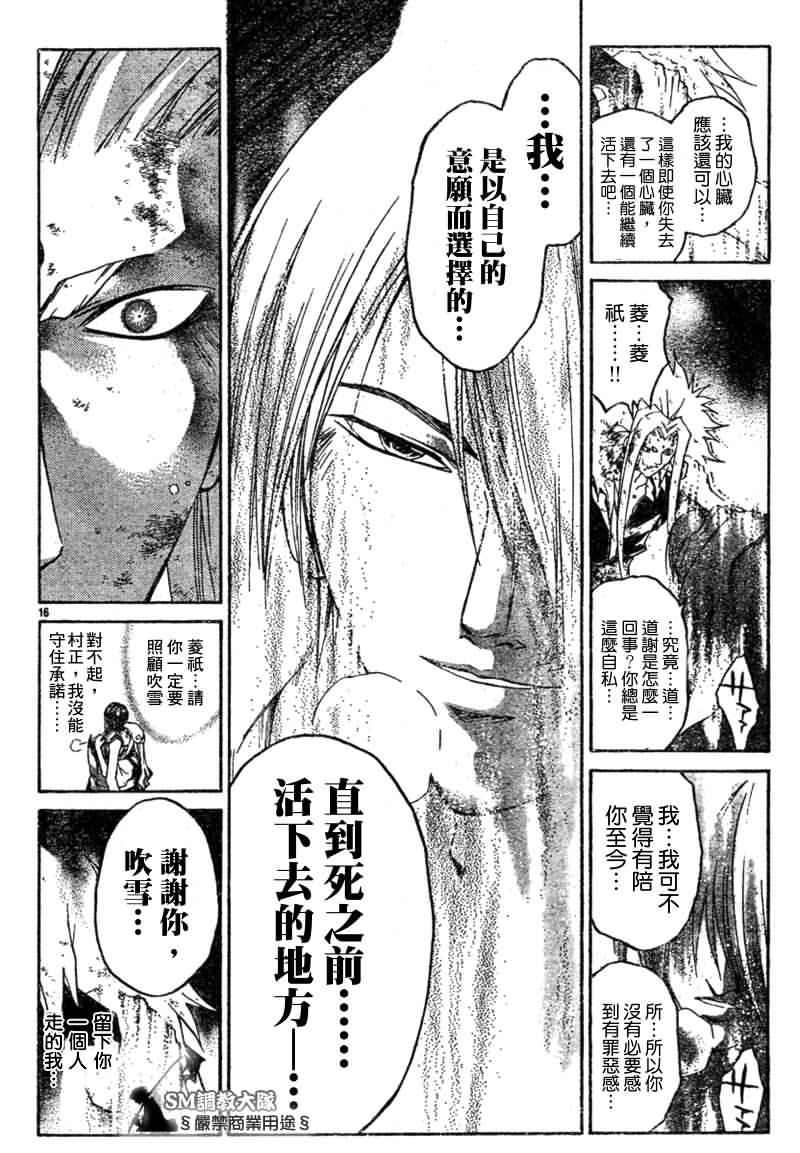 …我的心臟
應該還可以…
這樣即使你失去
了一個心臟，
還有一個能繼續
活下去吧…
菱…菱
祇……!!
…究竟…道
道謝是怎麼一
回事？你總是
這麼自私…
我…我可不
覺得有陪
你至今…
所…所以你
沒有必要感
到有罪惡感
…我…
是以自己的
意願而選擇的…
直到死之前……
活下去的地方—…
16
菱祇…請
你一定要
照顧吹雪
對不起，
村正，我沒能
守住承諾……
謝謝你，
吹雪…
留下你
一個人
走的我…
SM調教大隊
§嚴禁商業用途§